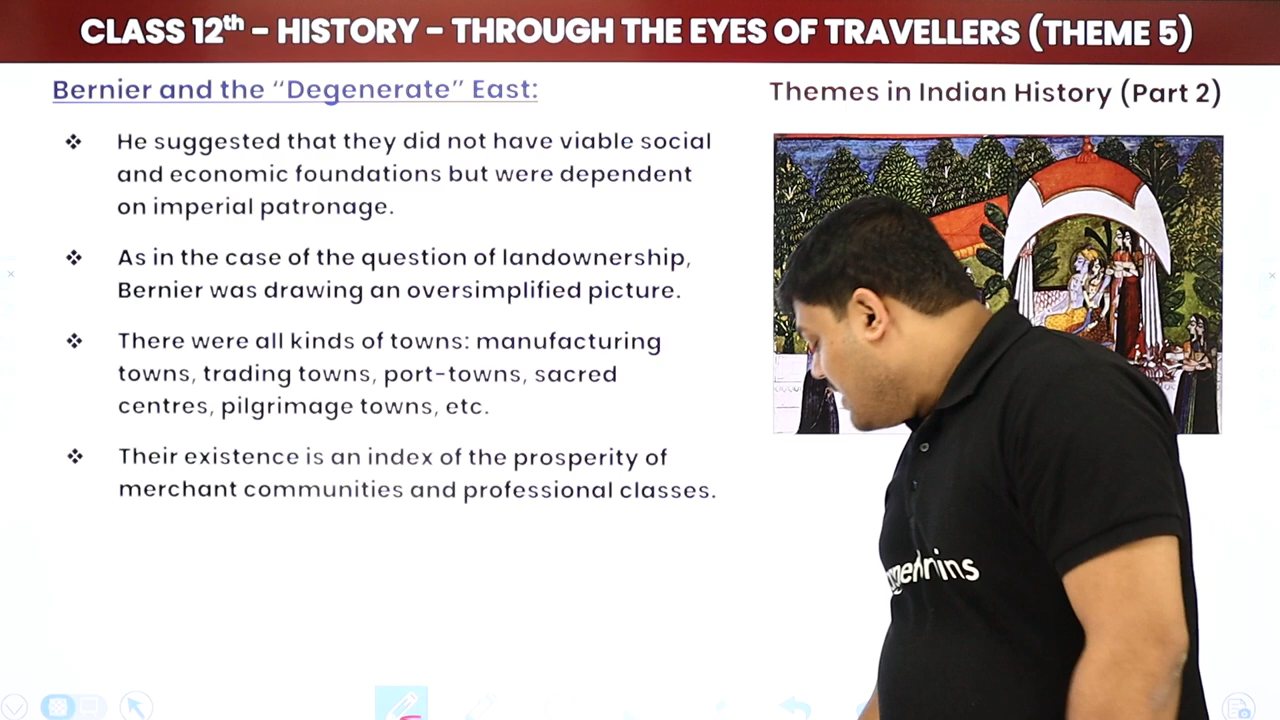 CLASS 12th - HISTORY - THROUGH THE EYES OF TRAVELLERS (THEME 5)
Bernier and the “Degenerate” East:
Themes in Indian History (Part 2)
❖ He suggested that they did not have viable social
and economic foundations but were dependent
on imperial patronage.
❖ As in the case of the question of landownership,
Bernier was drawing an oversimplified picture.
❖ There were all kinds of towns: manufacturing
towns, trading towns, port-towns, sacred
centres, pilgrimage towns, etc.
❖ Their existence is an index of the prosperity of
merchant communities and professional classes.